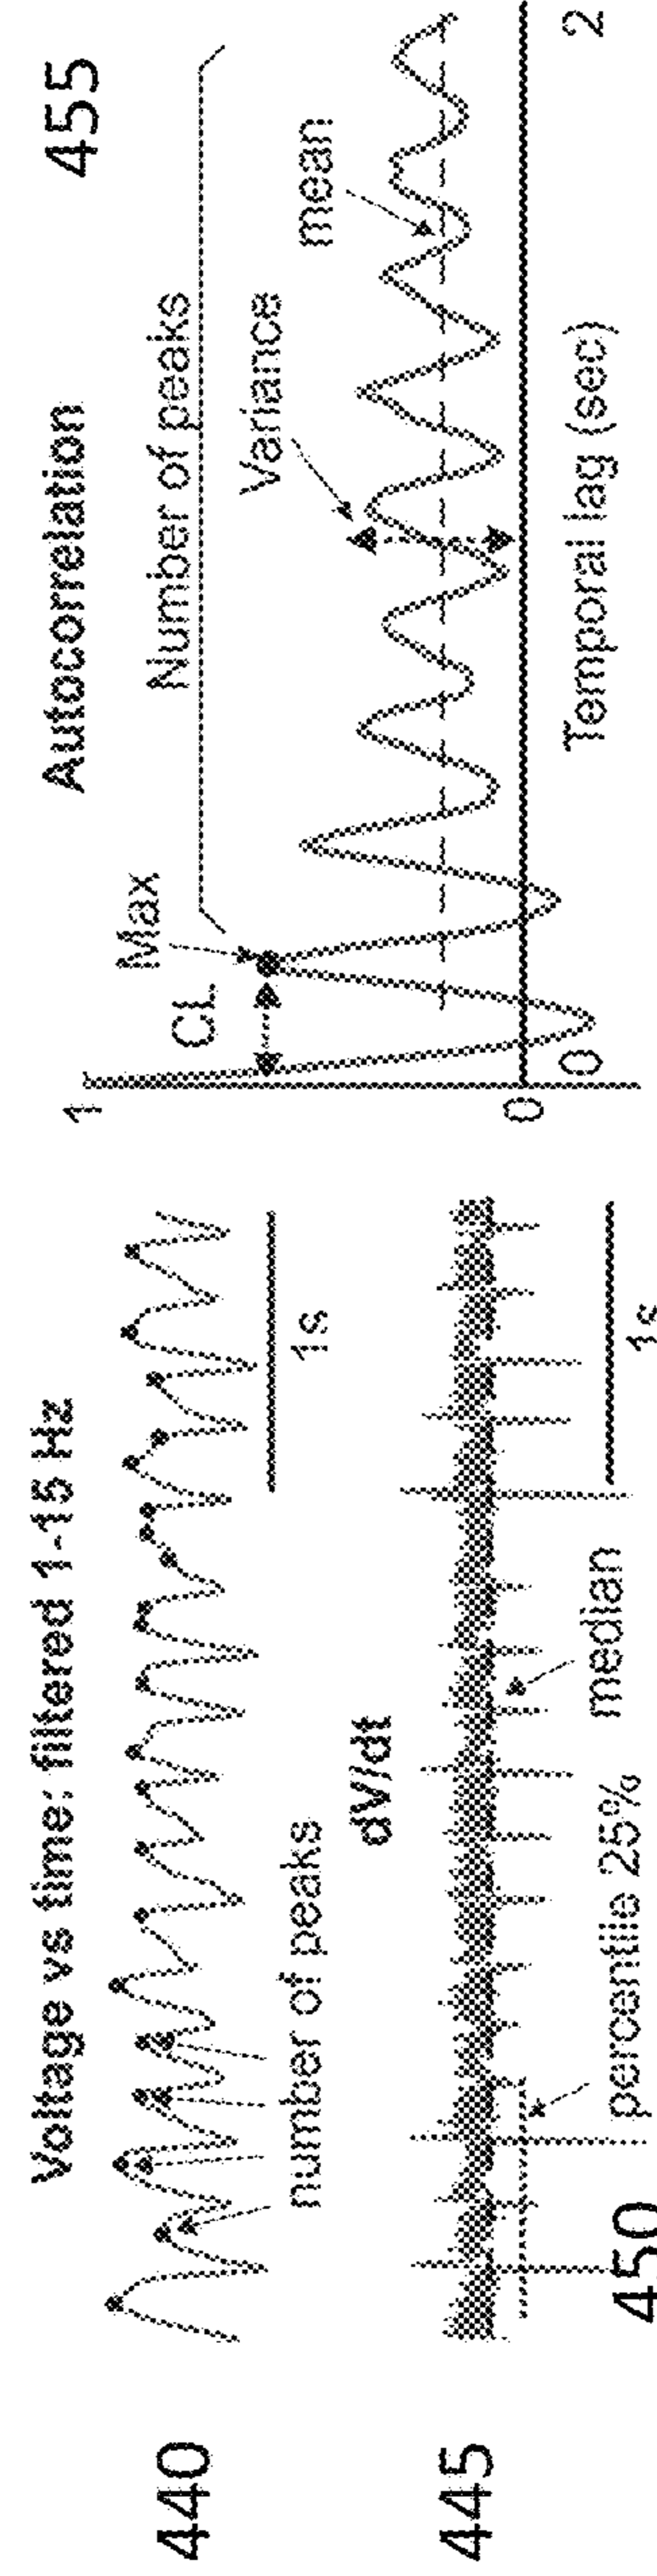 Voltage vs time: filtered 1-15 Hz
440
number of peaks
1s
dV/dt
445
median
percentile 25%
1s
450
Autocorrelation
455
Number of peaks
Max
CL
Variance
mean
1
0
0
2
Temporal lag (sec)